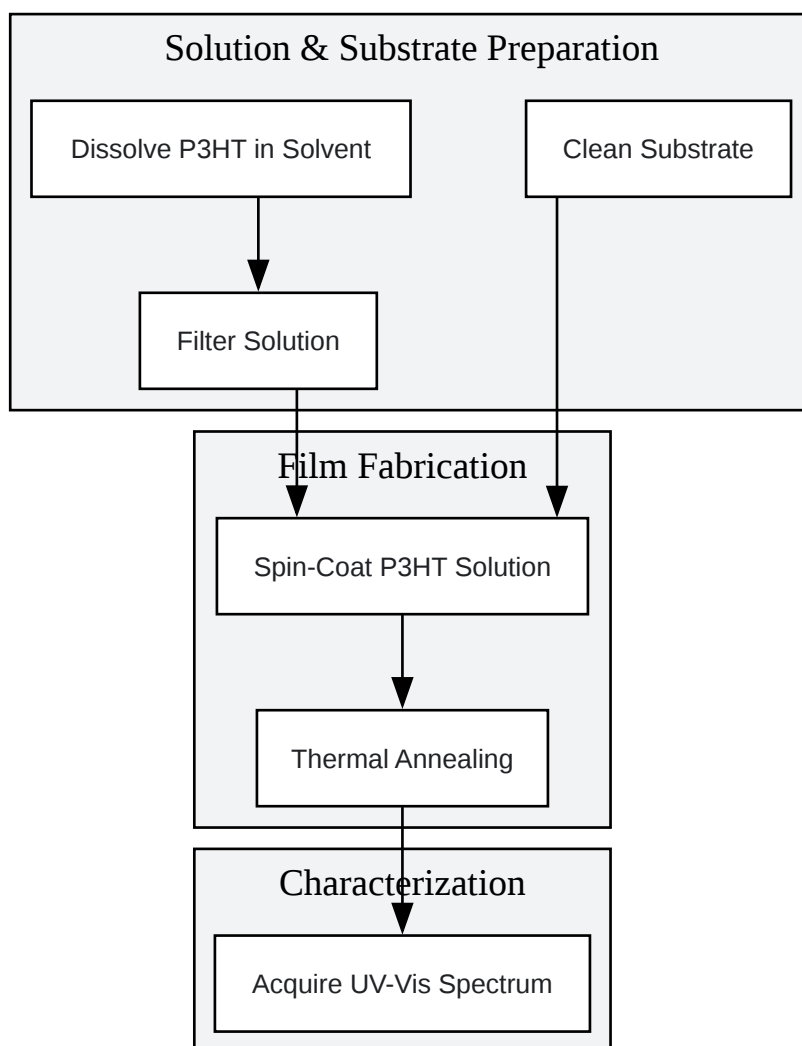 Solution & Substrate Preparation
Dissolve P3HT in Solvent
Clean Substrate
Filter Solution
Film Fabrication
Spin-Coat P3HT Solution
Thermal Annealing
Characterization
Acquire UV-Vis Spectrum